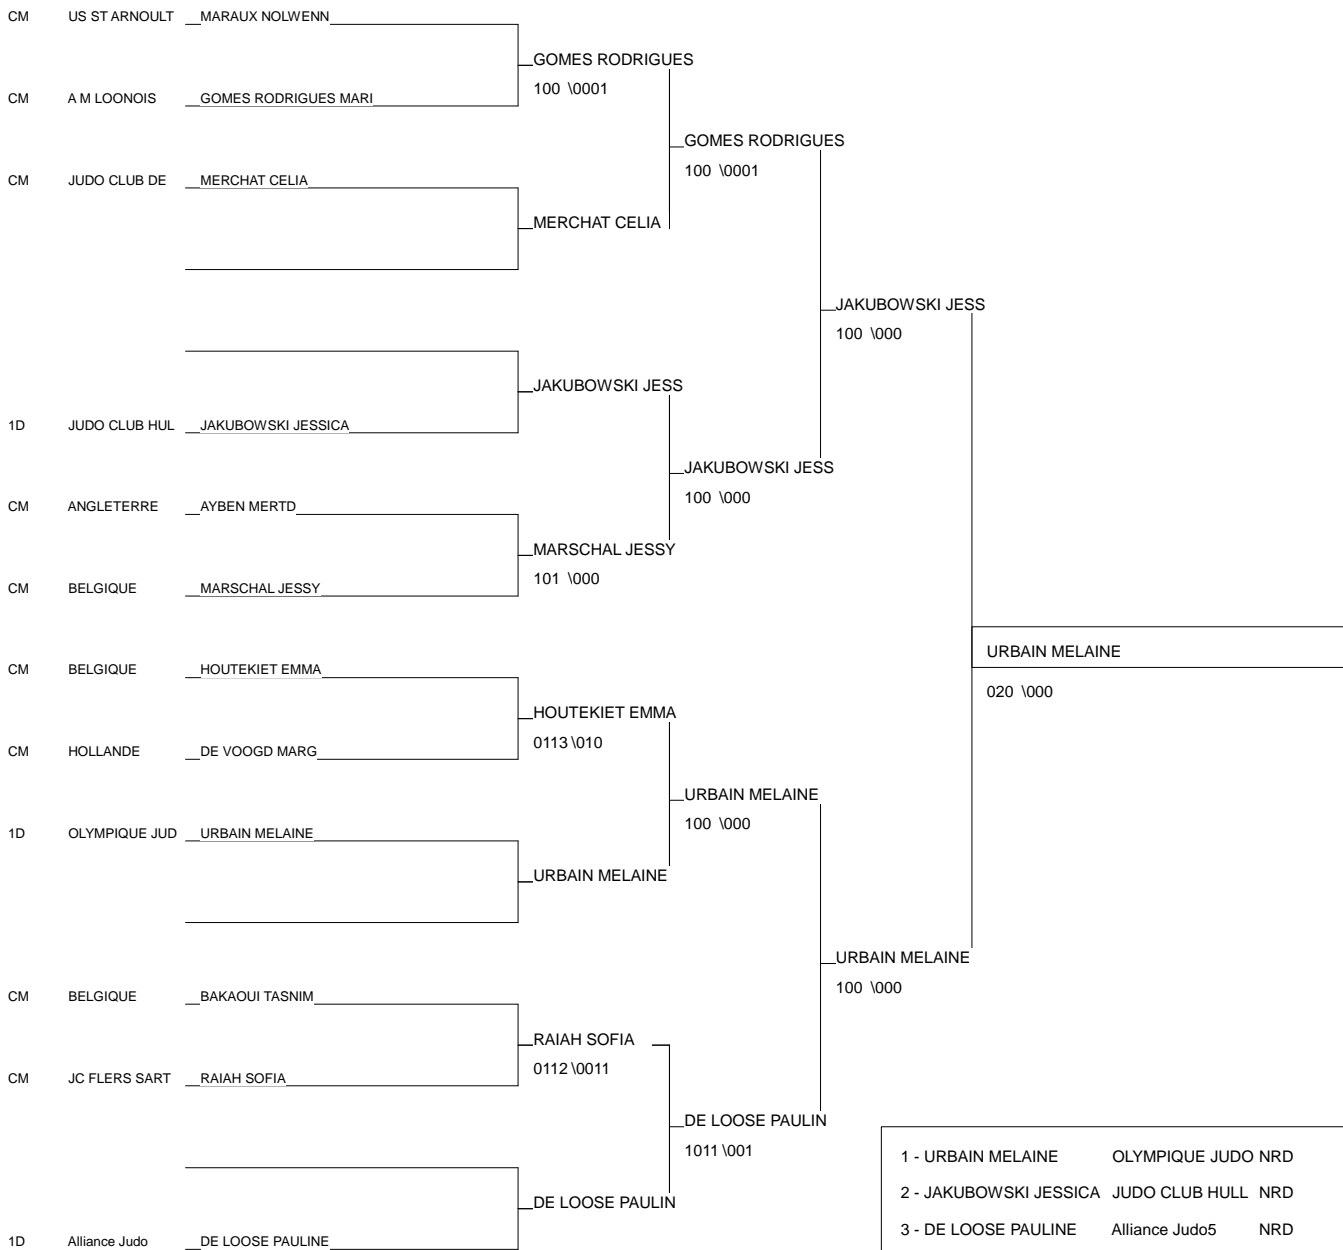 CM US ST ARNOULT MARAUX NOLWENN
GOMES RODRIGUES
100 \0001
CM A M LOONOIS GOMES RODRIGUES MARI
GOMES RODRIGUES
100 \0001
CM JUDO CLUB DE MERCHAT CELIA
MERCHAT CELIA
JAKUBOWSKI JESS
100 \000
JAKUBOWSKI JESS
1D JUDO CLUB HUL JAKUBOWSKI JESSICA
JAKUBOWSKI JESS
100 \000
CM ANGLETERRE AYBEN MERTD
MARSCHAL JESSY
101 \000
CM BELGIQUE MARSCHAL JESSY
URBAIN MELAINE
020 \000
CM BELGIQUE HOUTEKIET EMMA
HOUTEKIET EMMA
0113 \010
CM HOLLANDE DE VOOGD MARG
URBAIN MELAINE
100 \000
1D OLYMPIQUE JUD URBAIN MELAINE
URBAIN MELAINE
URBAIN MELAINE
100 \000
CM BELGIQUE BAKAOUI TASNIM
RAIAH SOFIA
0112 \0011
CM JC FLERS SART RAIAH SOFIA
DE LOOSE PAULIN
1011 \001
DE LOOSE PAULIN
1D Alliance Judo DE LOOSE PAULINE
1 - URBAIN MELAINE OLYMPIQUE JUDO NRD
2 - JAKUBOWSKI JESSICA JUDO CLUB HULL NRD
3 - DE LOOSE PAULINE Alliance Judo5 NRD